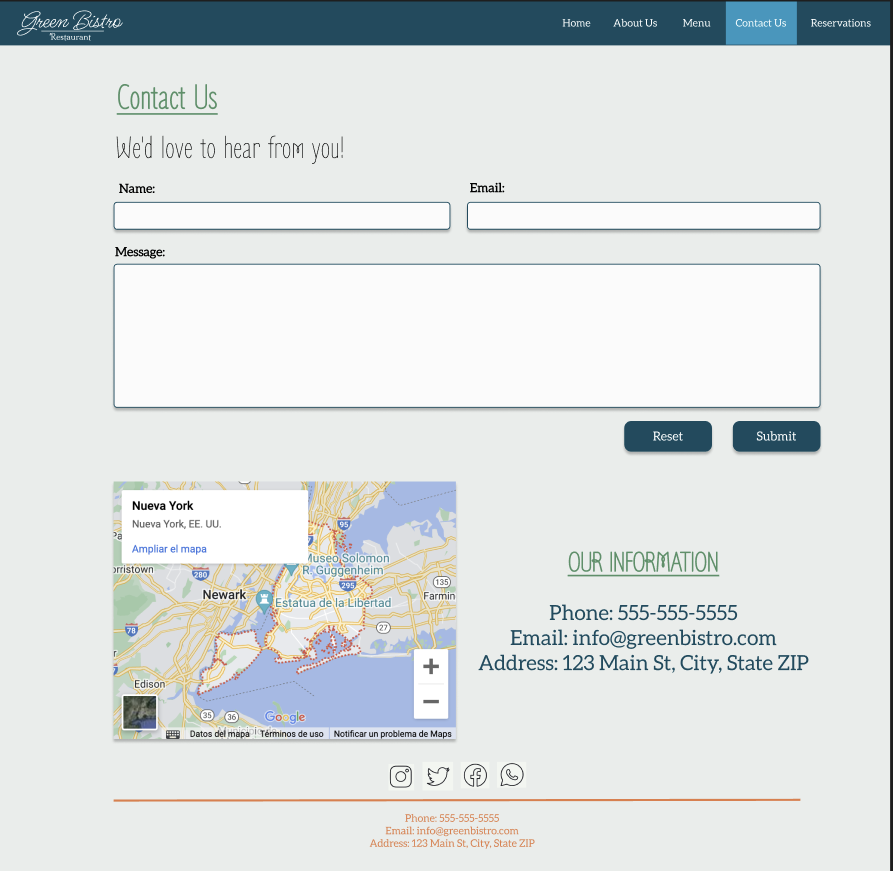 Green Bistro
Restaurant
Home About Us Menu Contact Us Reservations
Contact Us
We'd love to hear from you!
Name: Email:
Message:
Reset Submit
Nueva York
Nueva York, EE. UU.
Ampliar el mapa
95
Museo Solomon
R. Guggenheim
rristown
280
295
135
Newark
Estatua de la Libertad
Farmin
78
27
Edison
35 36
Google
Datos del mapa Términos de uso Notificar un problema de Maps
OUR INFORMATION
Phone: 555-555-5555
Email: info@greenbistro.com
Address: 123 Main St, City, State ZIP
Phone: 555-555-5555
Email: info@greenbistro.com
Address: 123 Main St, City, State ZIP